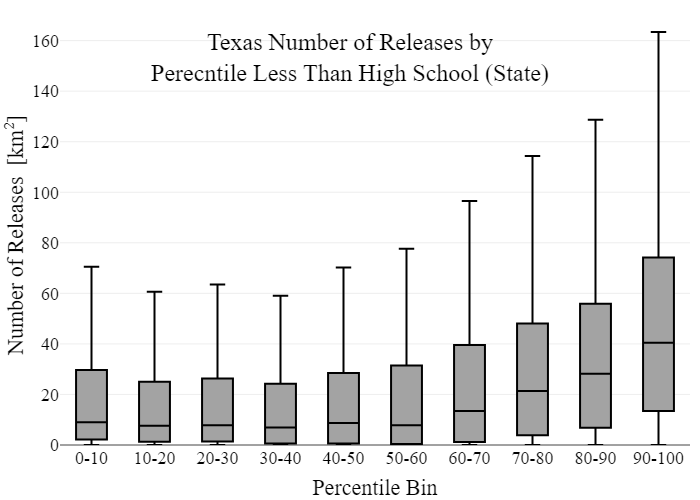 Texas Number of Releases by
Perecntile Less Than High School (State)
Number of Releases [km²]
160
140
120
100
80
60
40
20
0
0-10 10-20 20-30 30-40 40-50 50-60 60-70 70-80 80-90 90-100
Percentile Bin